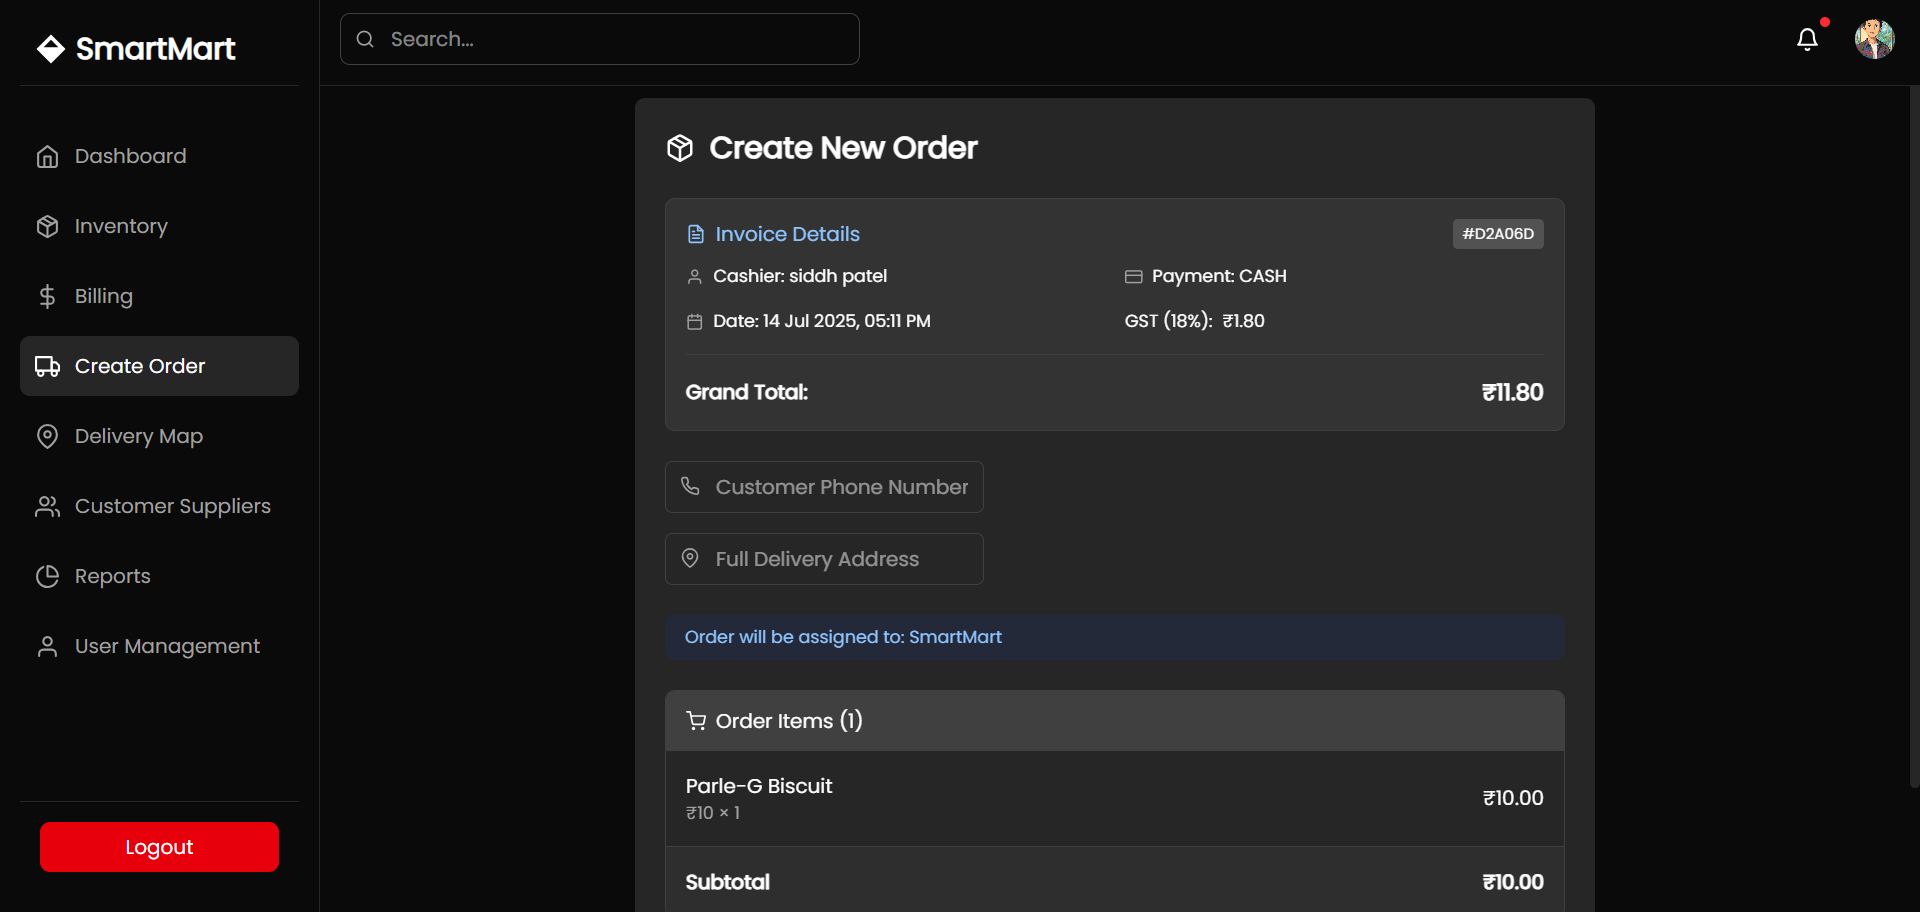 SmartMart
Search...
Dashboard
Inventory
Billing
Create Order
Delivery Map
Customer Suppliers
Reports
User Management
Logout
Create New Order
Invoice Details
#D2A06D
Cashier: siddh patel
Payment: CASH
Date: 14 Jul 2025, 05:11 PM
GST (18%): ₹1.80
Grand Total:
₹11.80
Customer Phone Number
Full Delivery Address
Order will be assigned to: SmartMart
Order Items (1)
Parle-G Biscuit
₹10 × 1
₹10.00
Subtotal
₹10.00